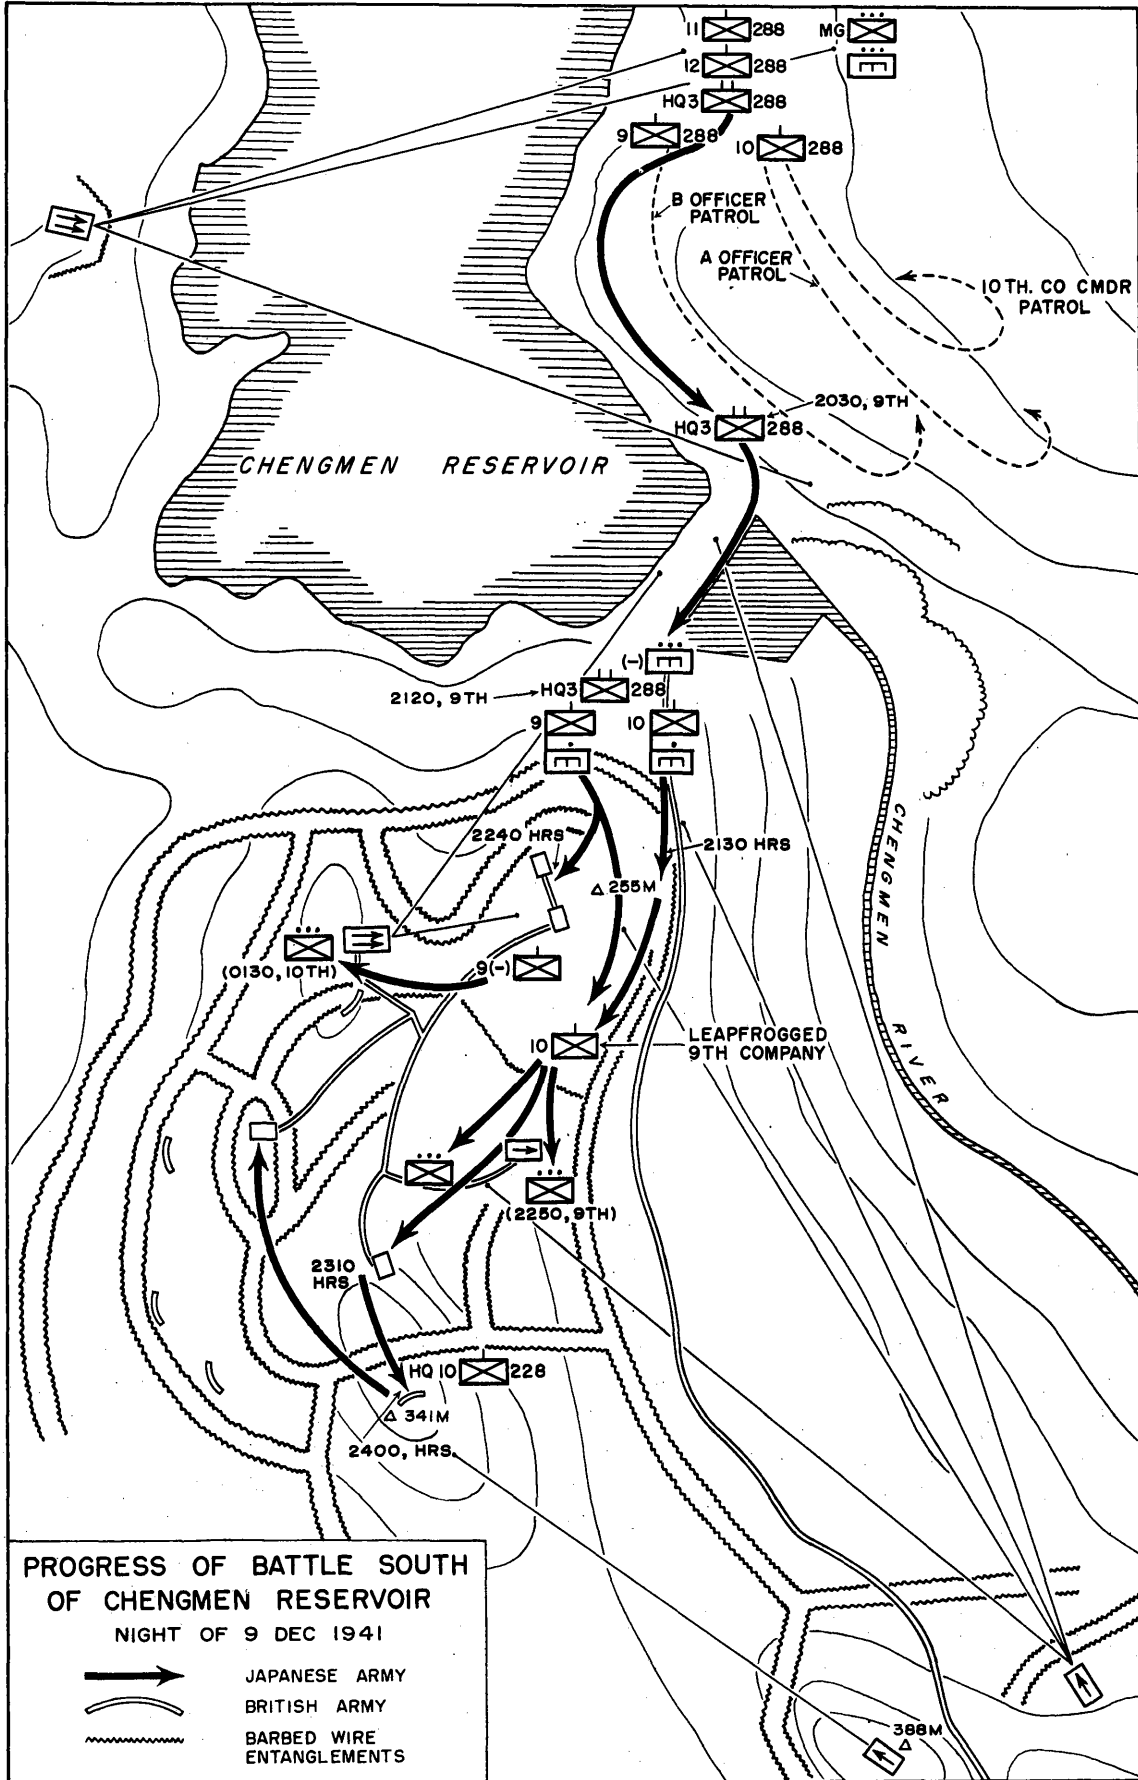 11 288
MG
12 288
HQ3 288
9 288
10 288
B OFFICER
PATROL
A OFFICER
PATROL
10TH. CO CMDR
PATROL
2030, 9TH
HQ3 288
CHENGMEN RESERVOIR
(-)
2120, 9TH
HQ3 288
9
10
CHENGMEN RIVER
2240 HRS
2130 HRS
△ 255M
(0130, 10TH)
9(-)
10
LEAPFROGGED
9TH COMPANY
(2250, 9TH)
2310
HRS
HQ 10 228
△ 341M
2400, HRS.
388M
△
PROGRESS OF BATTLE SOUTH
OF CHENGMEN RESERVOIR
NIGHT OF 9 DEC 1941
JAPANESE ARMY
BRITISH ARMY
BARBED WIRE
ENTANGLEMENTS